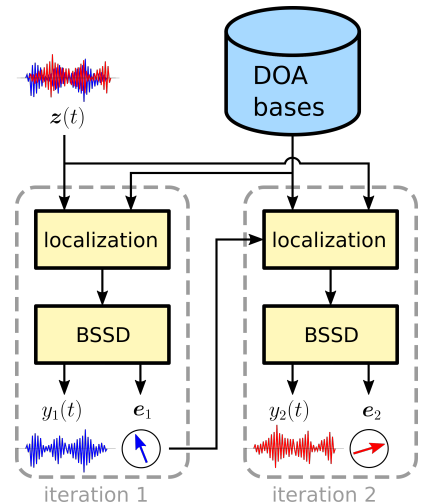 DOA
bases
z(t)
localization
BSSD
y₁(t) e₁
iteration 1
localization
BSSD
y₂(t) e₂
iteration 2